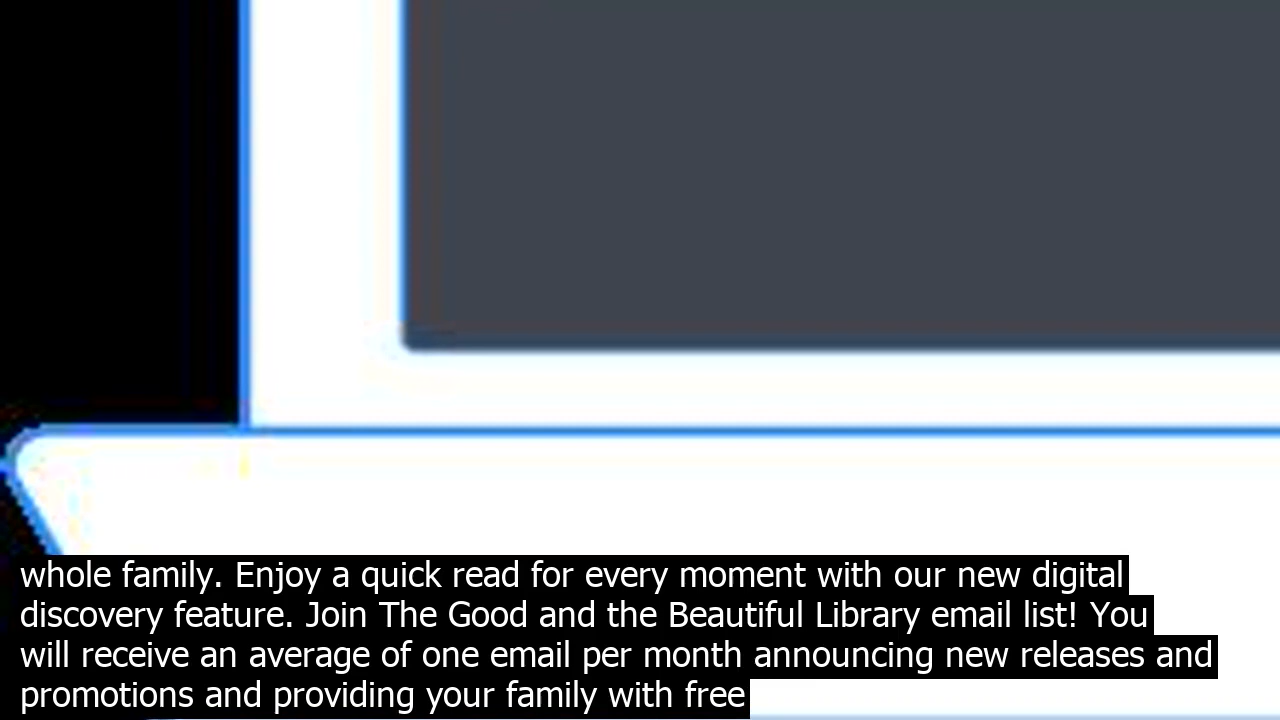 whole family. Enjoy a quick read for every moment with our new digital
discovery feature. Join The Good and the Beautiful Library email list! You
will receive an average of one email per month announcing new releases and
promotions and providing your family with free